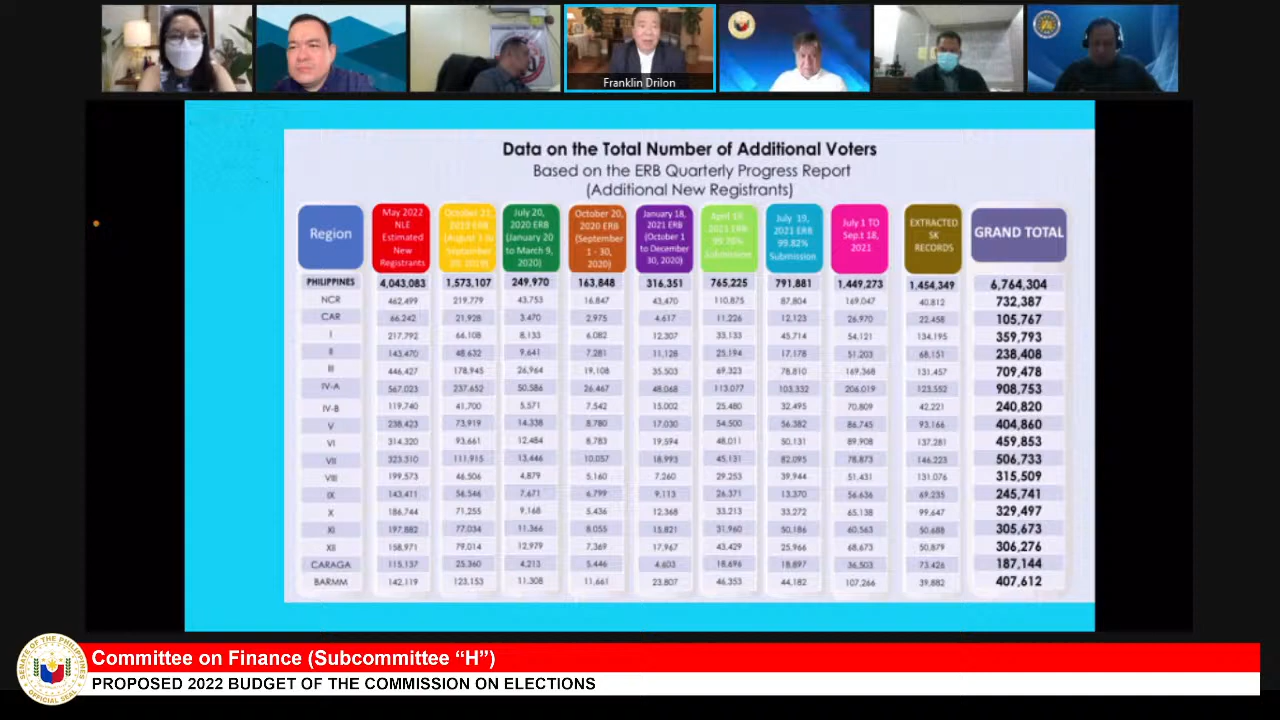 Franklin Drilon
Data on the Total Number of Additional Voters
Based on the ERB Quarterly Progress Report
(Additional New Registrants)
Region
May 2022
NLE
Estimated
New
Registrants
October 21,
2019 ERB
(August 1 to
September
30, 2019)
July 20,
2020 ERB
(January 20
to March 9,
2020)
October 20,
2020 ERB
(September
1 - 30,
2020)
January 18,
2021 ERB
(October 1
to December
30, 2020)
April 19,
2021 ERB
99.70%
Submission
July 19,
2021 ERB
99.82%
Submission
July 1 TO
Sep.t 18,
2021
EXTRACTED
SK
RECORDS
GRAND TOTAL
PHILIPPINES 4,043,083 1,573,107 249,970 163,848 316,351 765,225 791,881 1,449,273 1,454,349 6,764,304
NCR 462,499 219,779 43,753 16,847 43,470 110,875 87,804 169,047 40,812 732,387
CAR 66,242 21,928 3,470 2,975 4,617 11,226 12,123 26,970 22,458 105,767
I 217,792 66,108 8,133 6,082 12,307 33,133 45,714 54,121 134,195 359,793
II 143,470 48,632 9,641 7,281 11,128 25,194 17,178 51,203 68,151 238,408
III 446,427 178,945 26,964 19,108 35,503 69,323 78,810 169,368 131,457 709,478
IV-A 567,023 237,652 50,586 26,467 48,068 113,077 103,332 206,019 123,552 908,753
IV-B 119,740 41,700 5,571 7,542 15,002 25,480 32,495 70,809 42,221 240,820
V 238,423 73,919 14,338 8,780 17,030 54,500 56,382 86,745 93,166 404,860
VI 314,320 93,661 12,484 8,783 19,594 48,011 50,131 89,908 137,281 459,853
VII 323,310 111,915 13,446 10,057 18,993 45,131 82,095 78,873 146,223 506,733
VIII 199,573 46,506 4,879 5,160 7,260 29,253 39,944 51,431 131,076 315,509
IX 143,411 56,546 7,671 6,799 9,113 26,371 13,370 56,636 69,235 245,741
X 186,744 71,255 9,168 5,436 12,368 33,213 33,272 65,138 99,647 329,497
XI 197,882 77,034 11,366 8,055 15,821 31,960 50,186 60,563 50,688 305,673
XII 158,971 79,014 12,979 7,369 17,967 43,429 25,966 68,673 50,879 306,276
CARAGA 115,137 25,360 4,213 5,446 4,603 18,696 18,897 36,503 73,426 187,144
BARMM 142,119 123,153 11,308 11,661 23,807 46,353 44,182 107,266 39,882 407,612
SENATE OF THE PHILIPPINES
OFFICIAL SEAL
Committee on Finance (Subcommittee “H”)
PROPOSED 2022 BUDGET OF THE COMMISSION ON ELECTIONS